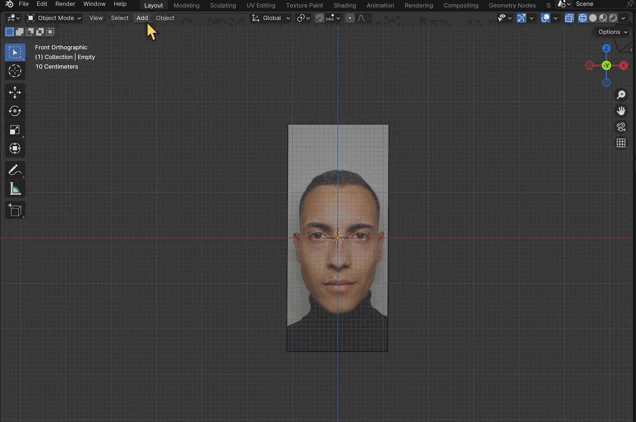 File Edit Render Window Help Layout Modeling Sculpting UV Editing Texture Paint Shading Animation Rendering Compositing Geometry Nodes S Scene
Object Mode View Select Add Object Global
Options
Front Orthographic
(1) Collection | Empty
10 Centimeters
Z
X
Y